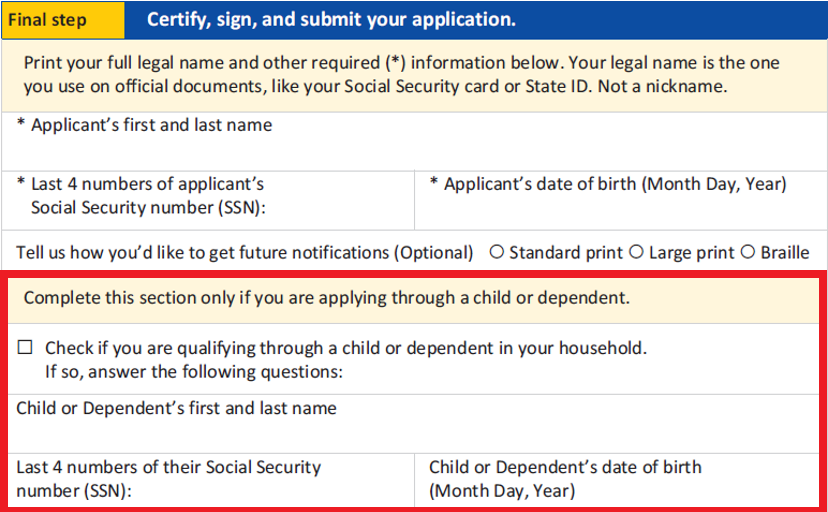 Final step
Certify, sign, and submit your application.
Print your full legal name and other required (*) information below. Your legal name is the one
you use on official documents, like your Social Security card or State ID. Not a nickname.
* Applicant’s first and last name
* Last 4 numbers of applicant’s
Social Security number (SSN):
* Applicant’s date of birth (Month Day, Year)
Tell us how you’d like to get future notifications (Optional) Standard print Large print Braille
Complete this section only if you are applying through a child or dependent.
Check if you are qualifying through a child or dependent in your household.
If so, answer the following questions:
Child or Dependent’s first and last name
Last 4 numbers of their Social Security
number (SSN):
Child or Dependent’s date of birth
(Month Day, Year)